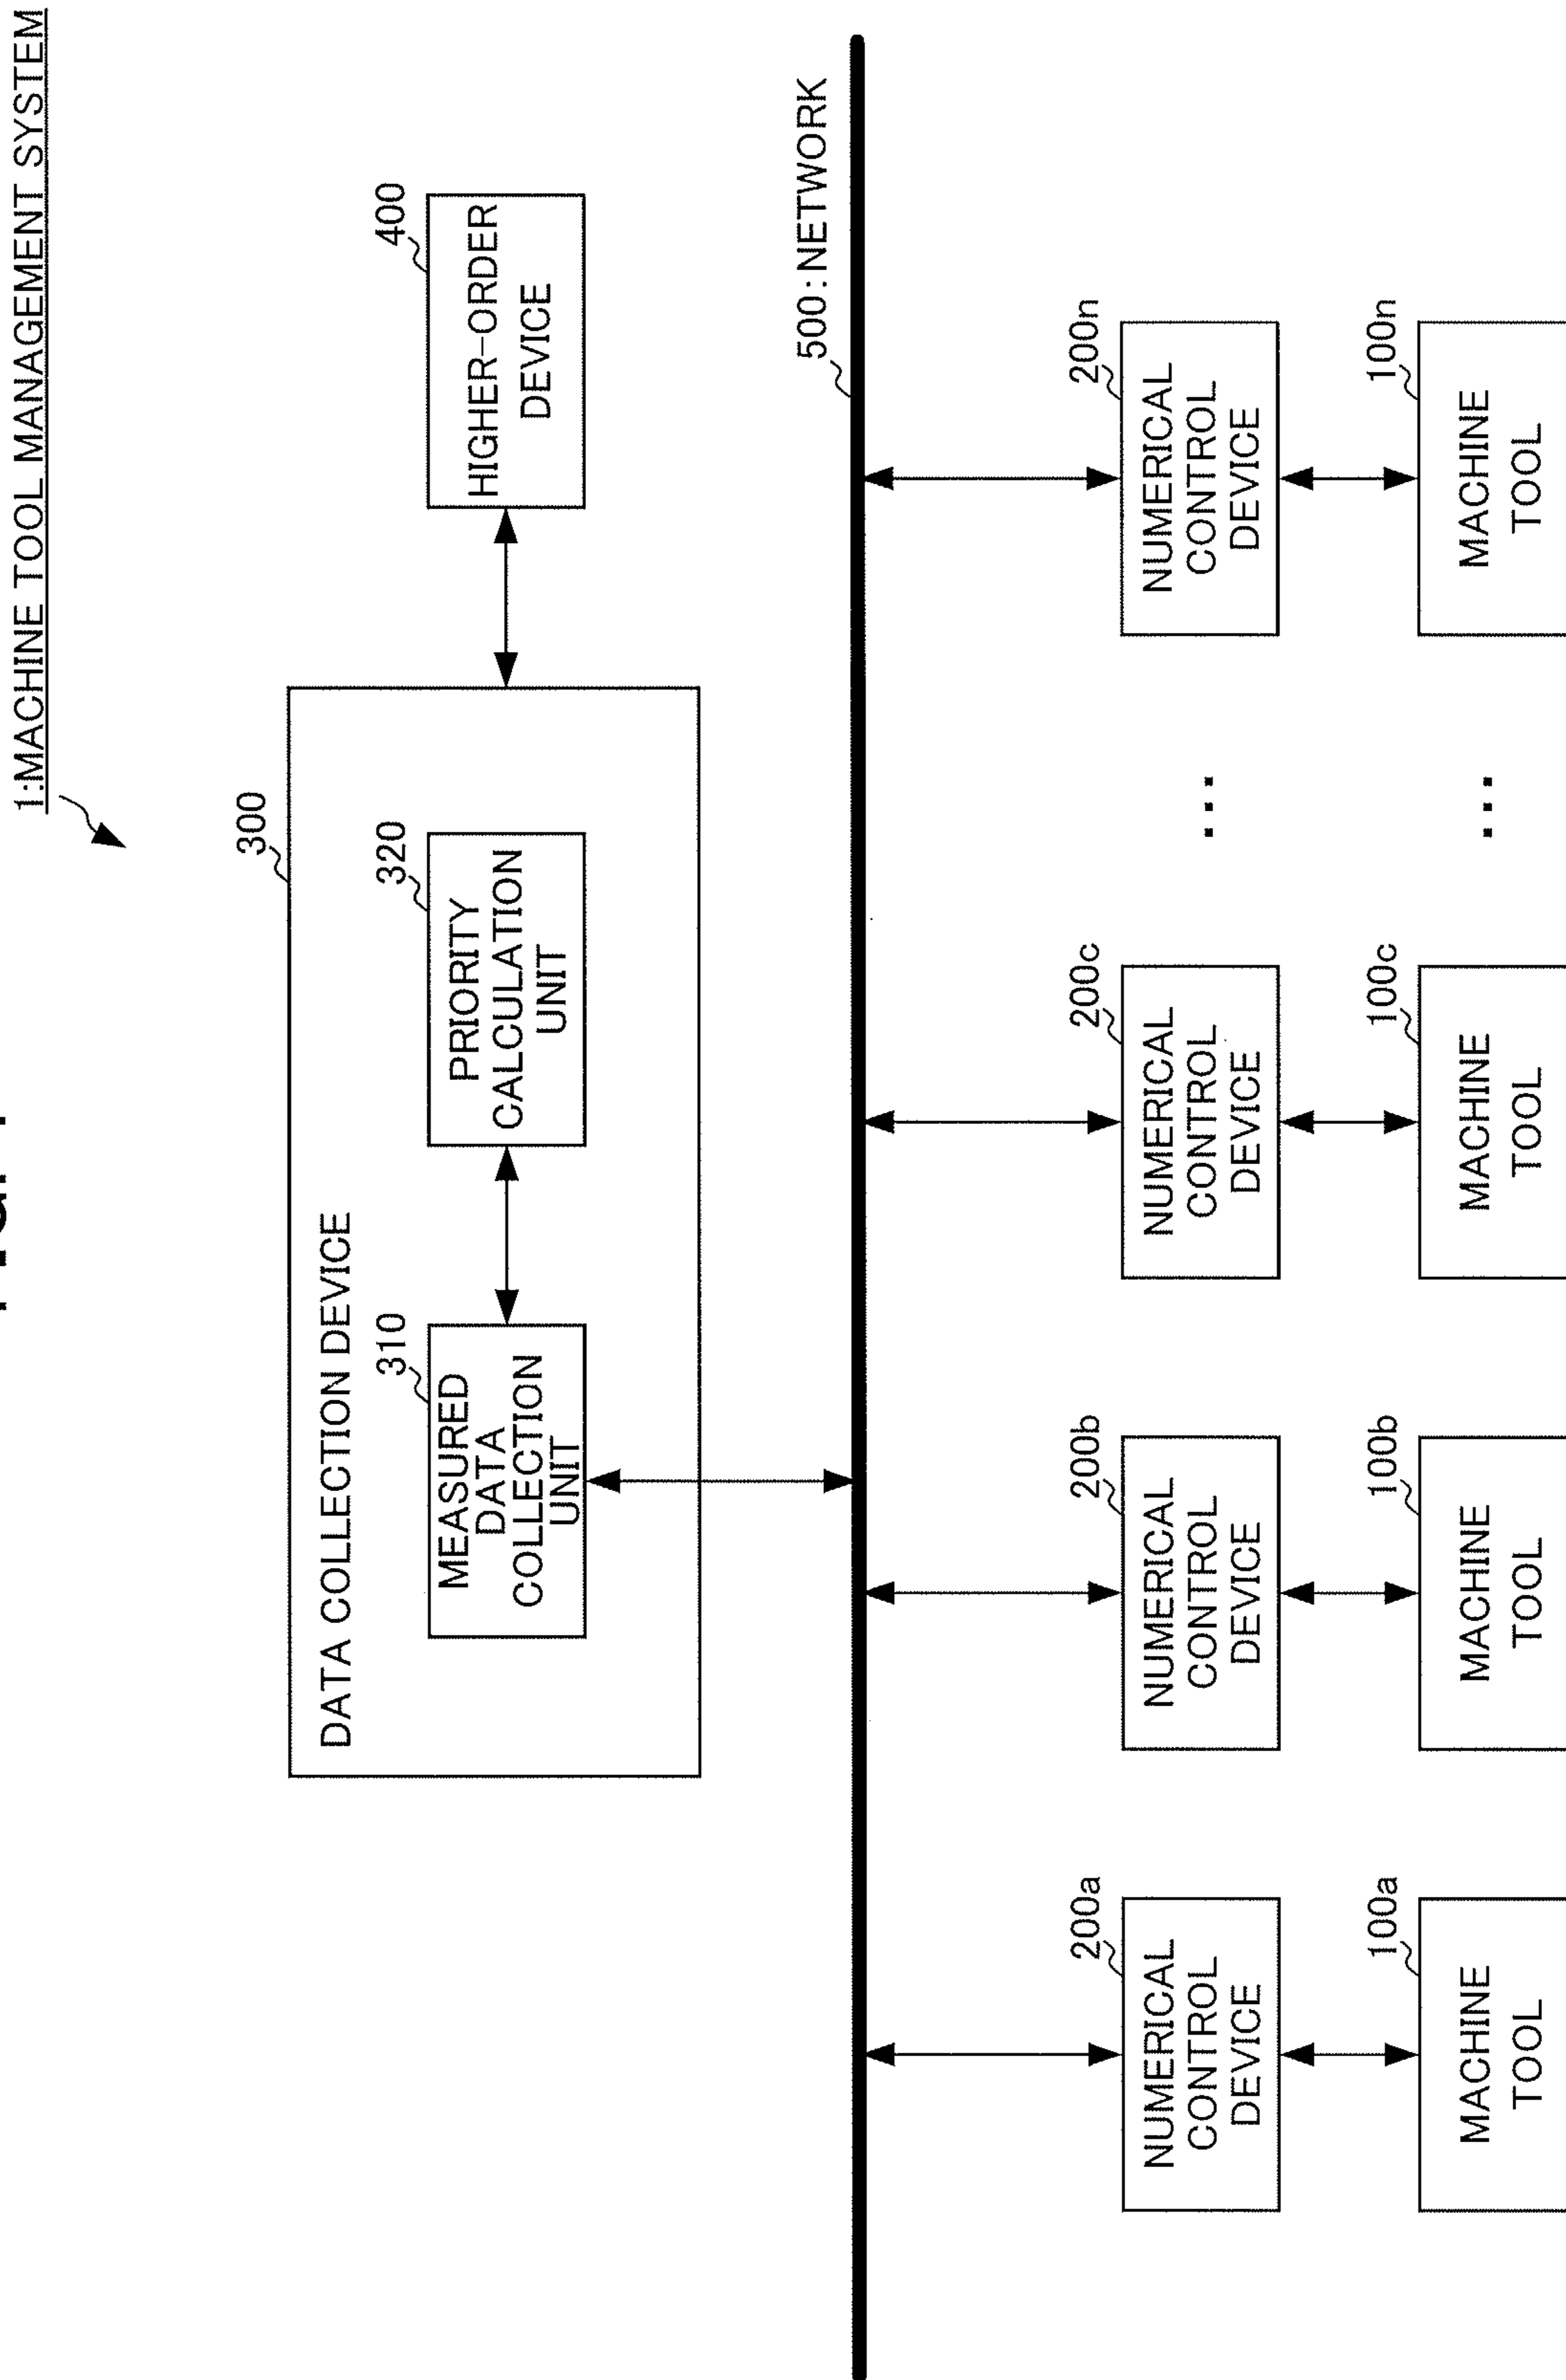 1:MACHINE TOOL MANAGEMENT SYSTEM
300
DATA COLLECTION DEVICE
310
MEASURED
DATA
COLLECTION
UNIT
320
PRIORITY
CALCULATION
UNIT
400
HIGHER-ORDER
DEVICE
500:NETWORK
200a
NUMERICAL
CONTROL
DEVICE
200b
NUMERICAL
CONTROL
DEVICE
200c
NUMERICAL
CONTROL
DEVICE
...
200n
NUMERICAL
CONTROL
DEVICE
100a
MACHINE
TOOL
100b
MACHINE
TOOL
100c
MACHINE
TOOL
...
100n
MACHINE
TOOL